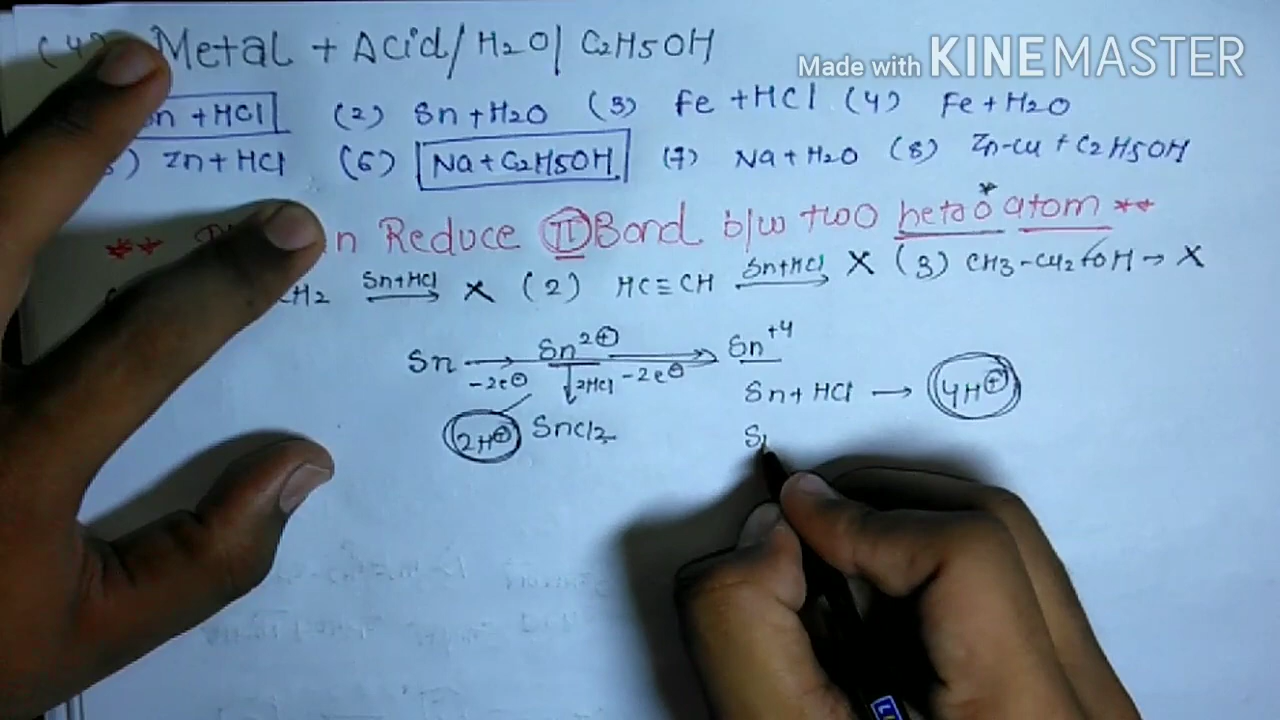 (4) Metal + Acid/H2O/C2H5OH
Made with KINEMASTER
Sn + HCl (2) Sn + H2O (3) Fe + HCl (4) Fe + H2O
) Zn + HCl (6) Na + C2H5OH (7) Na + H2O (8) Zn-Cu + C2H5OH
** n Reduce π Bond b/w two hetro atom **
CH2 Sn+HCl → X (2) HC≡CH Sn+HCl → X (3) CH3-CH2 OH → X
Sn → Sn2⊕ → Sn+4
-2e⊖ 2HCl -2e⊖
Sn + HCl → 4H⊕
2H⊕ SnCl2